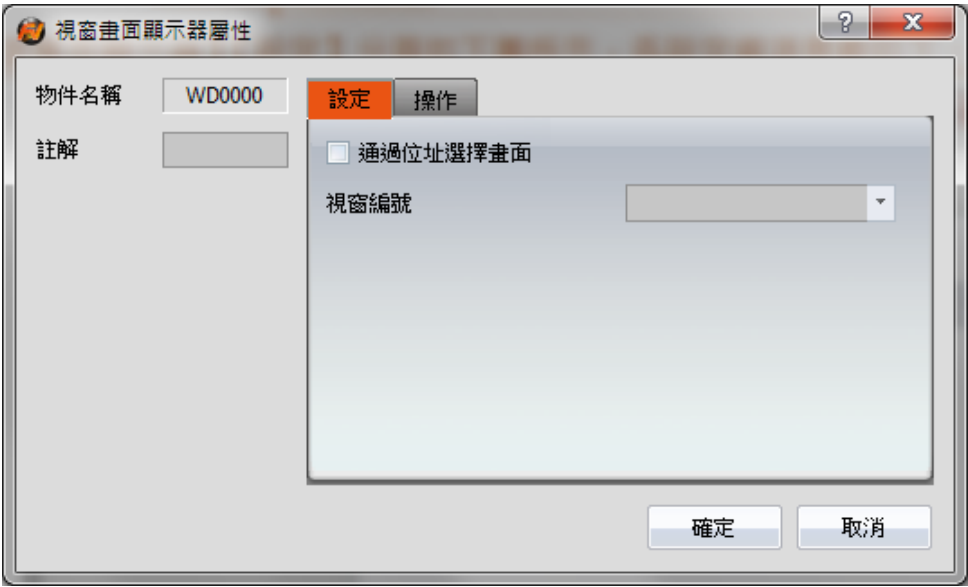 視窗畫面顯示器屬性
物件名稱 WD0000
註解
設定 操作
通過位址選擇畫面
視窗編號
確定 取消